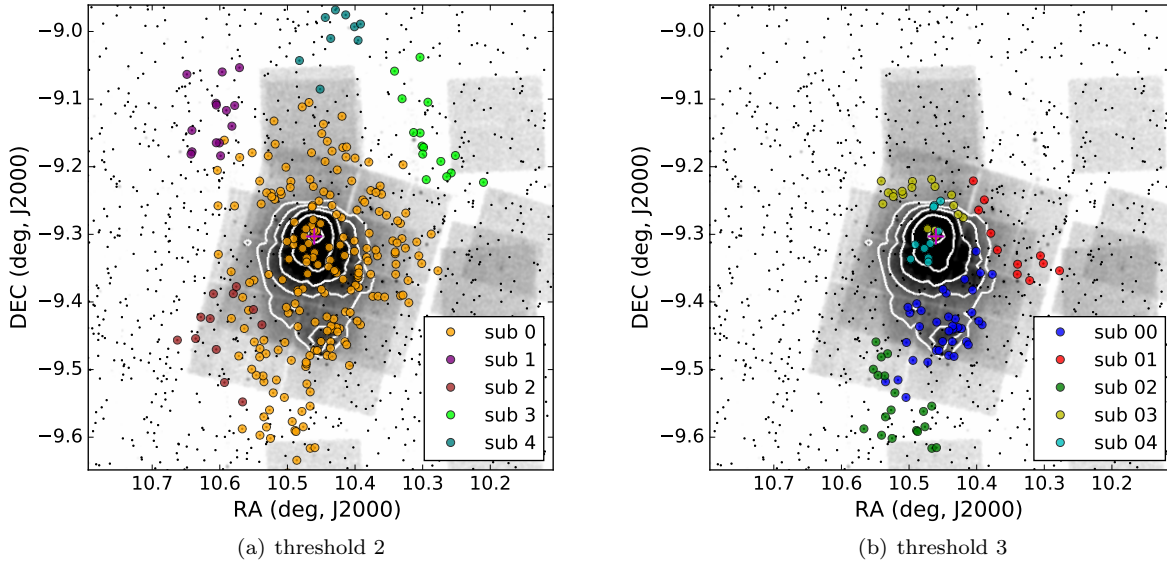 −9.0
−9.1
−9.2
−9.3
−9.4
−9.5
−9.6
DEC (deg, J2000)
10.7 10.6 10.5 10.4 10.3 10.2
RA (deg, J2000)
sub 0
sub 1
sub 2
sub 3
sub 4
(a) threshold 2
−9.0
−9.1
−9.2
−9.3
−9.4
−9.5
−9.6
DEC (deg, J2000)
10.7 10.6 10.5 10.4 10.3 10.2
RA (deg, J2000)
sub 00
sub 01
sub 02
sub 03
sub 04
(b) threshold 3